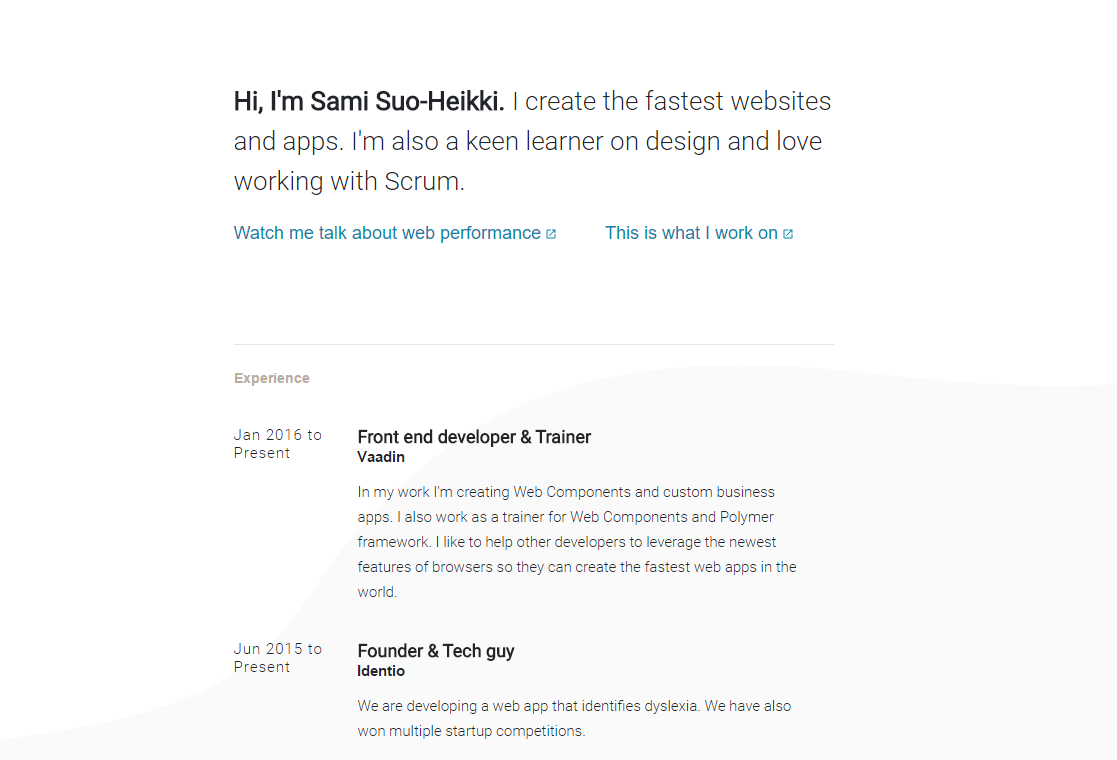 Hi, I'm Sami Suo-Heikki. I create the fastest websites
and apps. I'm also a keen learner on design and love
working with Scrum.
Watch me talk about web performance
This is what I work on
Experience
Jan 2016 to
Present
Front end developer & Trainer
Vaadin
In my work I'm creating Web Components and custom business
apps. I also work as a trainer for Web Components and Polymer
framework. I like to help other developers to leverage the newest
features of browsers so they can create the fastest web apps in the
world.
Jun 2015 to
Present
Founder & Tech guy
Identio
We are developing a web app that identifies dyslexia. We have also
won multiple startup competitions.